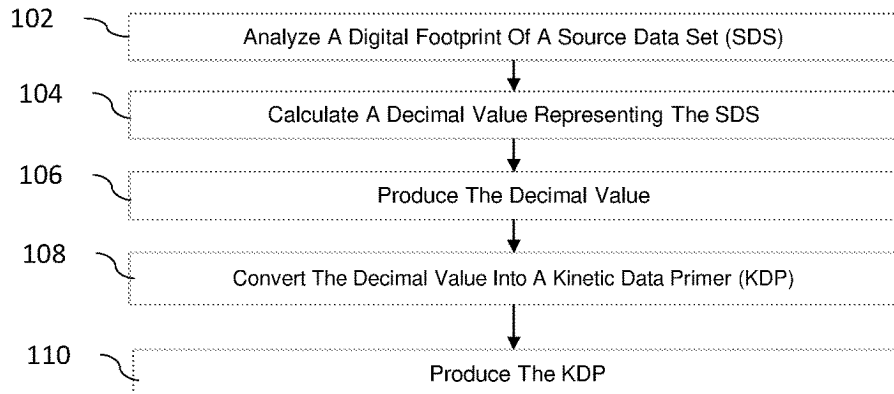 102
Analyze A Digital Footprint Of A Source Data Set (SDS)
104
Calculate A Decimal Value Representing The SDS
106
Produce The Decimal Value
108
Convert The Decimal Value Into A Kinetic Data Primer (KDP)
110
Produce The KDP